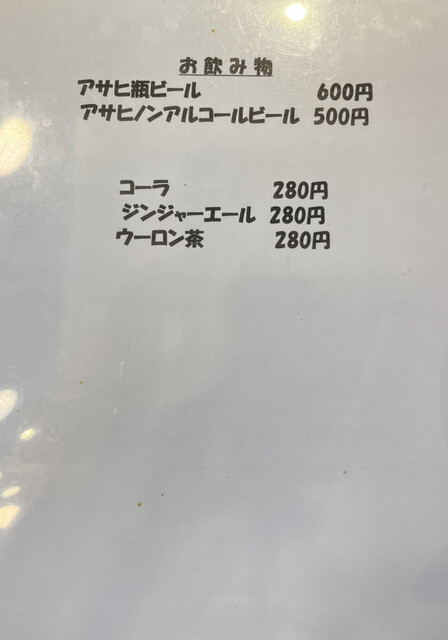 お飲み物
アサヒ瓶ビール 600円
アサヒノンアルコールビール 500円
コーラ 280円
ジンジャーエール 280円
ウーロン茶 280円